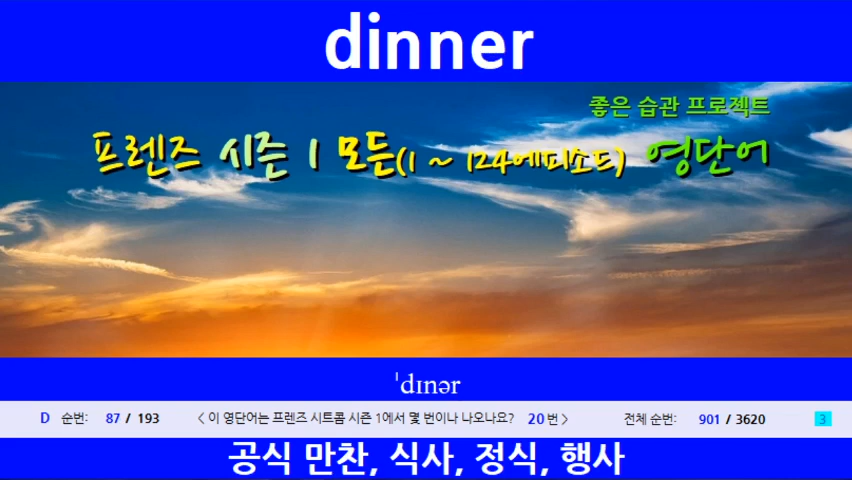 dinner
좋은 습관 프로젝트
프렌즈 시즌 1 모든(1 ~ 124에피소드) 영단어
ˈdɪnər
D 순번: 87 / 193 < 이 영단어는 프렌즈 시트콤 시즌 1에서 몇 번이나 나오나요? 20 번 > 전체 순번: 901 / 3620 3
공식 만찬, 식사, 정식, 행사